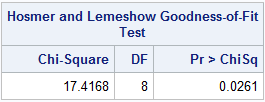 Hosmer and Lemeshow Goodness-of-Fit
Test
Chi-Square DF Pr > ChiSq
17.4168 8 0.0261